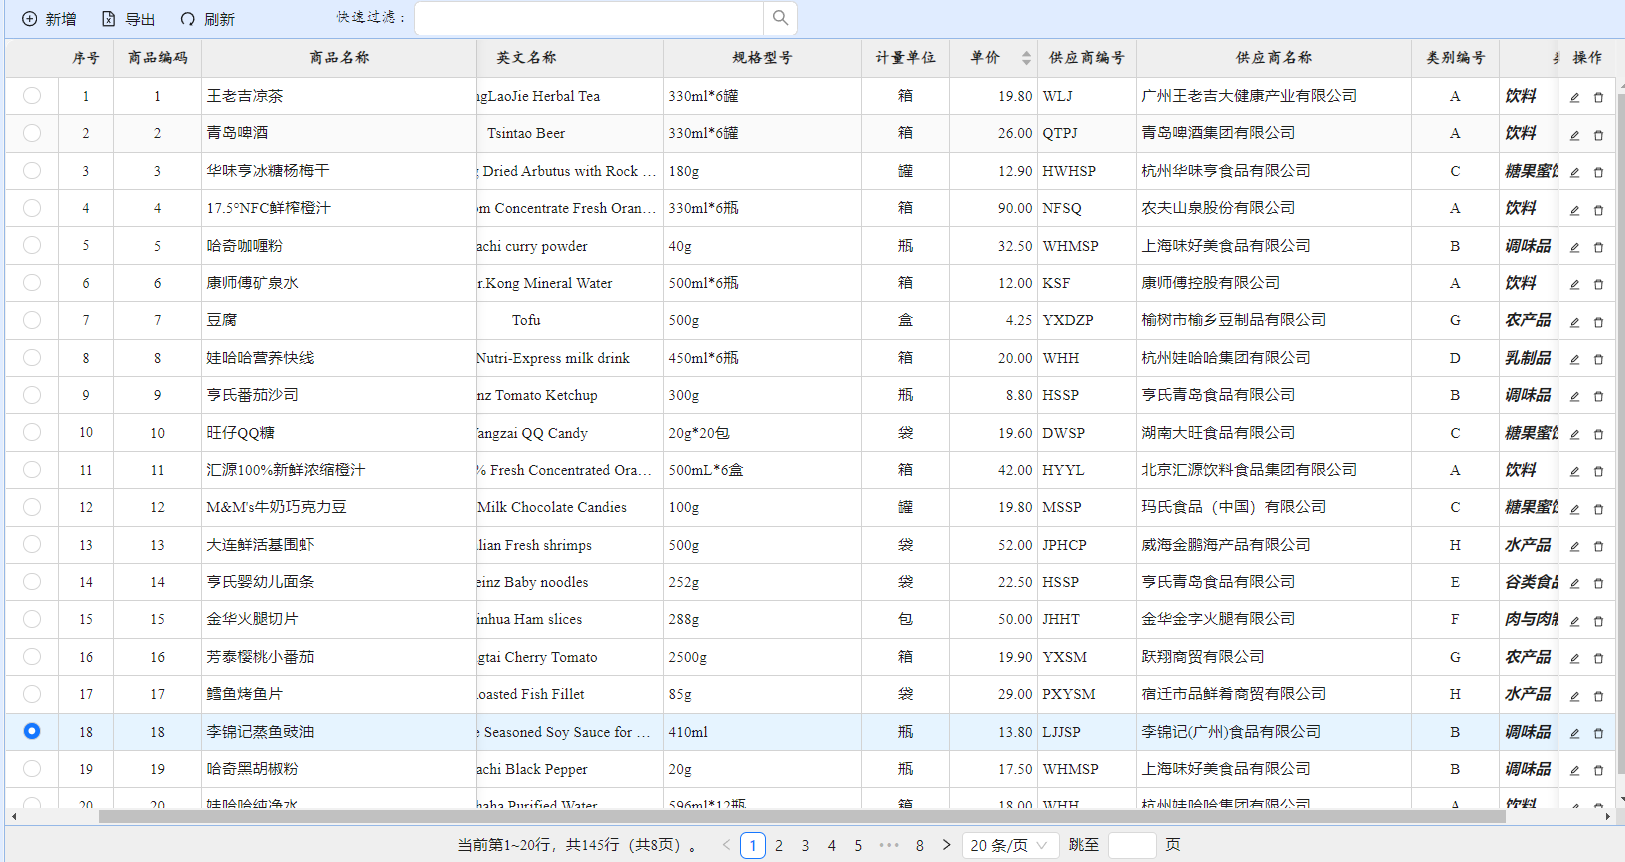 新增 导出 刷新 快速过滤：
序号 商品编码 商品名称 英文名称 规格型号 计量单位 单价 供应商编号 供应商名称 类别编号 操作
1 1 王老吉凉茶 ngLaoJie Herbal Tea 330ml*6罐 箱 19.80 WLJ 广州王老吉大健康产业有限公司 A 饮料
2 2 青岛啤酒 Tsintao Beer 330ml*6罐 箱 26.00 QTPJ 青岛啤酒集团有限公司 A 饮料
3 3 华味亨冰糖杨梅干 Dried Arbutus with Rock ... 180g 罐 12.90 HWHSP 杭州华味亨食品有限公司 C 糖果蜜饯
4 4 17.5°NFC鲜榨橙汁 om Concentrate Fresh Oran... 330ml*6瓶 箱 90.00 NFSQ 农夫山泉股份有限公司 A 饮料
5 5 哈奇咖喱粉 achi curry powder 40g 瓶 32.50 WHMSP 上海味好美食品有限公司 B 调味品
6 6 康师傅矿泉水 r.Kong Mineral Water 500ml*6瓶 箱 12.00 KSF 康师傅控股有限公司 A 饮料
7 7 豆腐 Tofu 500g 盒 4.25 YXDZP 榆树市榆乡豆制品有限公司 G 农产品
8 8 娃哈哈营养快线 Nutri-Express milk drink 450ml*6瓶 箱 20.00 WHH 杭州娃哈哈集团有限公司 D 乳制品
9 9 亨氏番茄沙司 nz Tomato Ketchup 300g 瓶 8.80 HSSP 亨氏青岛食品有限公司 B 调味品
10 10 旺仔QQ糖 angzai QQ Candy 20g*20包 袋 19.60 DWSP 湖南大旺食品有限公司 C 糖果蜜饯
11 11 汇源100%新鲜浓缩橙汁 % Fresh Concentrated Ora... 500mL*6盒 箱 42.00 HYYL 北京汇源饮料食品集团有限公司 A 饮料
12 12 M&M's牛奶巧克力豆 Milk Chocolate Candies 100g 罐 19.80 MSSP 玛氏食品（中国）有限公司 C 糖果蜜饯
13 13 大连鲜活基围虾 lian Fresh shrimps 500g 袋 52.00 JPHCP 威海金鹏海产品有限公司 H 水产品
14 14 亨氏婴幼儿面条 einz Baby noodles 252g 袋 22.50 HSSP 亨氏青岛食品有限公司 E 谷类食品
15 15 金华火腿切片 inhua Ham slices 288g 包 50.00 JHHT 金华金字火腿有限公司 F 肉与肉制
16 16 芳泰樱桃小番茄 gtai Cherry Tomato 2500g 箱 19.90 YXSM 跃翔商贸有限公司 G 农产品
17 17 鳕鱼烤鱼片 oasted Fish Fillet 85g 袋 29.00 PXYSM 宿迁市品鲜肴商贸有限公司 H 水产品
18 18 李锦记蒸鱼豉油 e Seasoned Soy Sauce for ... 410ml 瓶 13.80 LJJSP 李锦记(广州)食品有限公司 B 调味品
19 19 哈奇黑胡椒粉 achi Black Pepper 20g 瓶 17.50 WHMSP 上海味好美食品有限公司 B 调味品
20 20 娃哈哈纯净水 haha Purified Water 596ml*12瓶 箱 18.00 WHH 杭州娃哈哈集团有限公司 A 饮料
当前第1~20行，共145行（共8页）。 < 1 2 3 4 5 ••• 8 > 20 条/页 跳至 页